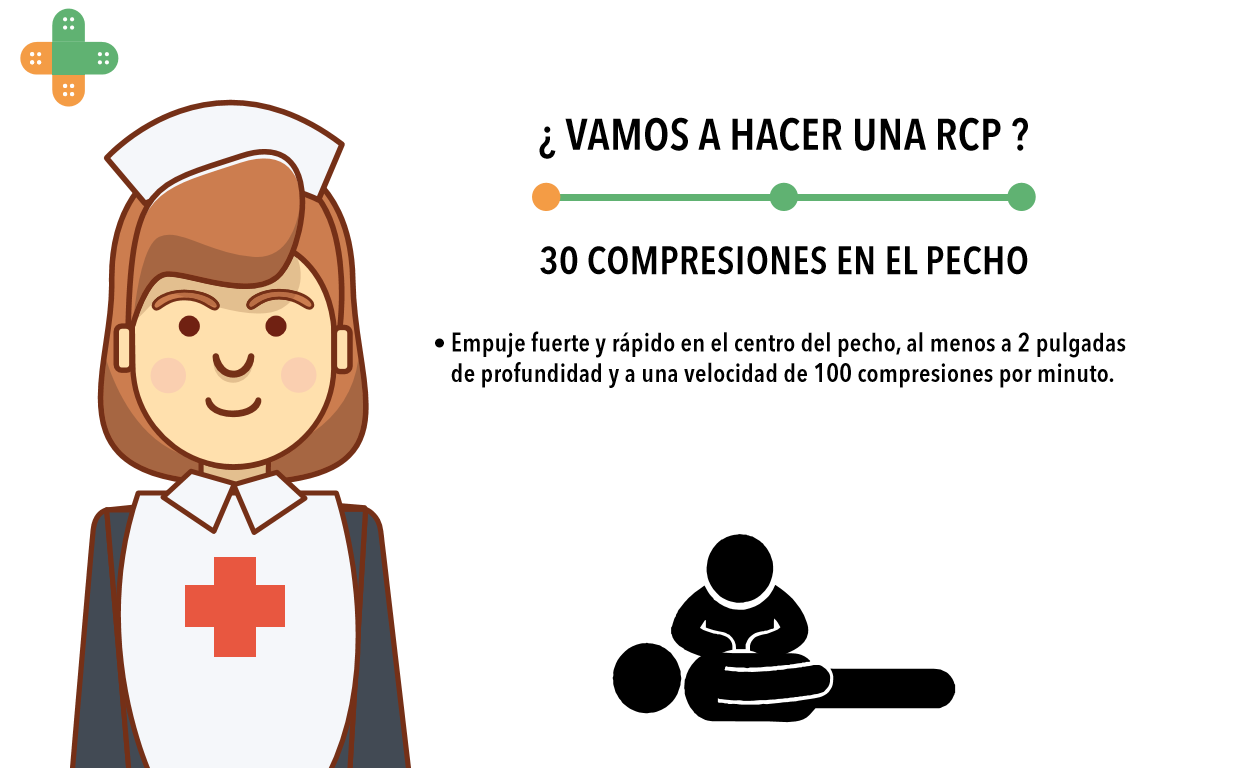 ¿ VAMOS A HACER UNA RCP ?
30 COMPRESIONES EN EL PECHO
• Empuje fuerte y rápido en el centro del pecho, al menos a 2 pulgadas
de profundidad y a una velocidad de 100 compresiones por minuto.